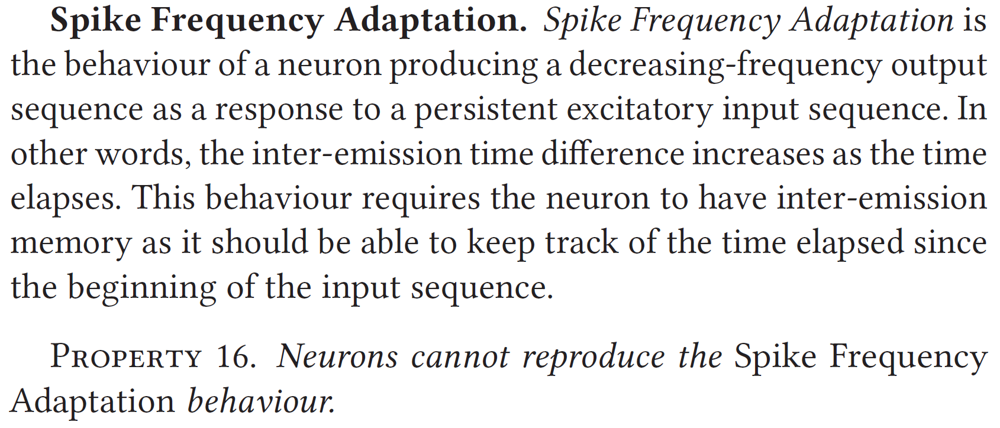 Spike Frequency Adaptation. Spike Frequency Adaptation is
the behaviour of a neuron producing a decreasing-frequency output
sequence as a response to a persistent excitatory input sequence. In
other words, the inter-emission time difference increases as the time
elapses. This behaviour requires the neuron to have inter-emission
memory as it should be able to keep track of the time elapsed since
the beginning of the input sequence.
Property 16. Neurons cannot reproduce the Spike Frequency
Adaptation behaviour.